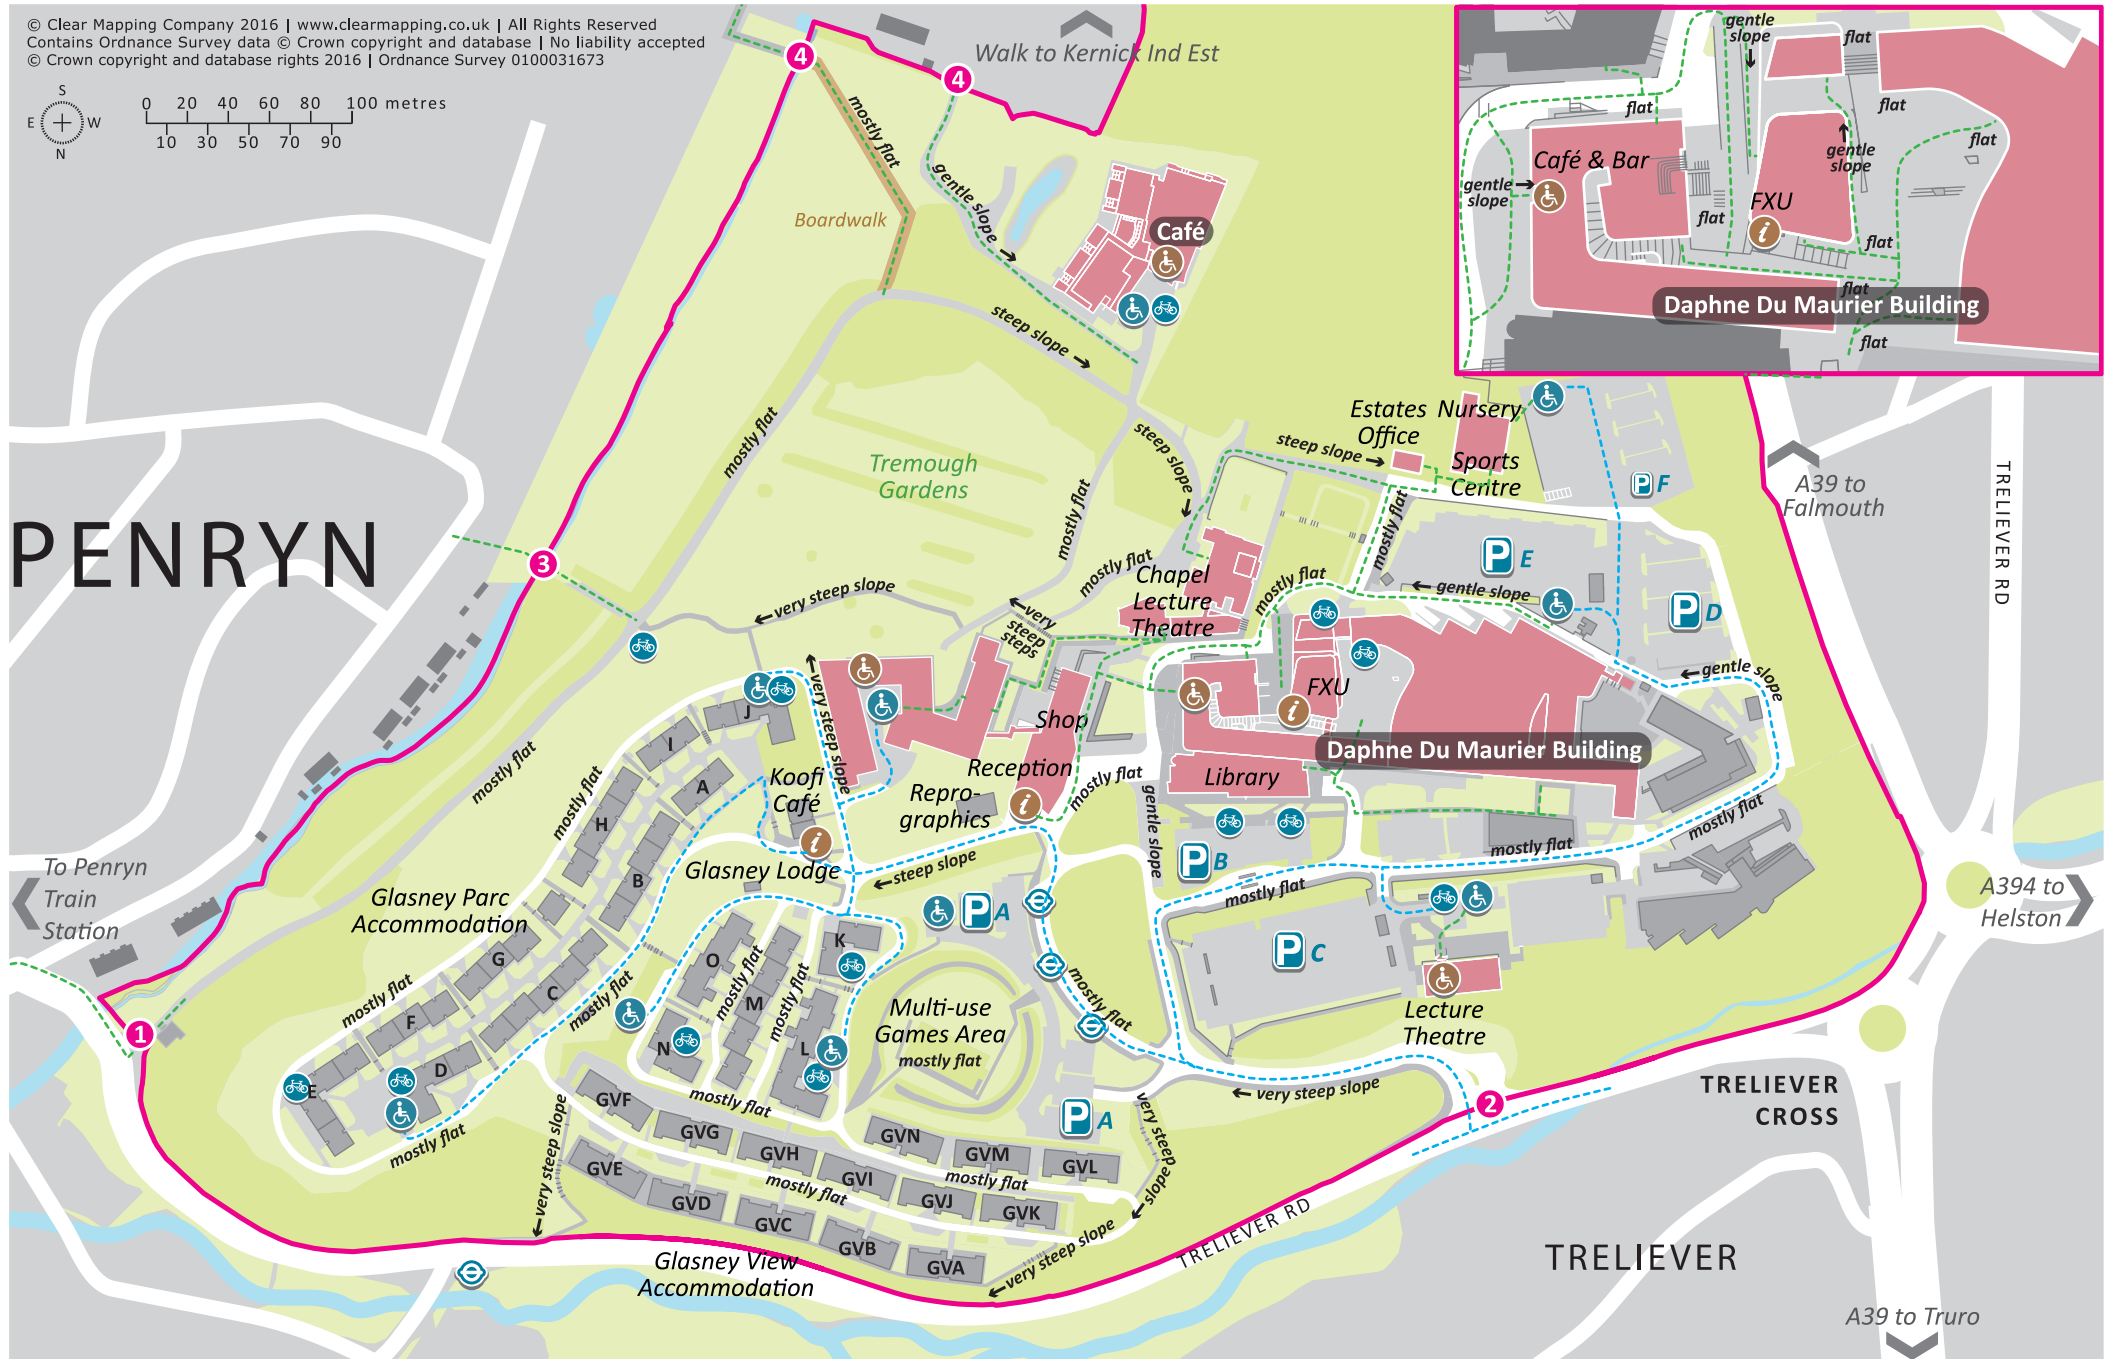 © Clear Mapping Company 2016 | www.clearmapping.co.uk | All Rights Reserved
Contains Ordnance Survey data © Crown copyright and database | No liability accepted
© Crown copyright and database rights 2016 | Ordnance Survey 0100031673
S
E W
N
0 20 40 60 80 100 metres
10 30 50 70 90
4
4
Walk to Kernick Ind Est
mostly flat
gentle slope
Boardwalk
Café
steep slope
gentle slope
flat
flat
flat
flat
Café & Bar
gentle slope
gentle slope
FXU
i
flat
flat
flat
Daphne Du Maurier Building
flat
mostly flat
Tremough
Gardens
steep slope
mostly flat
mostly flat
steep slope
Estates
Office
Nursery
Sports
Centre
mostly flat
P F
A39 to
Falmouth
TRELIEVER RD
PENRYN
3
very steep slope
very
steep
steps
Chapel
Lecture
Theatre
mostly flat
gentle slope
P E
P D
gentle slope
mostly flat
very steep slope
J
I
A
H
B
G
C
F
D
E
mostly flat
Koofi
Café
i
Glasney Lodge
Shop
Reception
Repro-
graphics
i
mostly flat
FXU
i
Daphne Du Maurier Building
Library
gentle slope
P B
mostly flat
mostly flat
mostly flat
steep slope
P A
To Penryn
Train
Station
Glasney Parc
Accommodation
mostly flat
mostly flat
mostly flat
1
O
K
M
N
L
mostly flat
mostly flat
mostly flat
Multi-use
Games Area
mostly flat
mostly flat
P C
Lecture
Theatre
A394 to
Helston
very steep slope
2
TRELIEVER
CROSS
P A
very steep
slope
very steep slope
GVF
GVG
GVH
GVI
GVJ
GVK
GVN
GVM
GVL
GVE
GVD
GVC
GVB
GVA
mostly flat
mostly flat
very steep slope
Glasney View
Accommodation
TRELIEVER RD
TRELIEVER
A39 to Truro